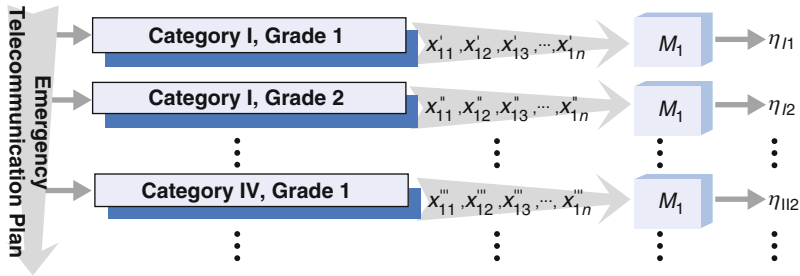 Emergency
Telecommunication Plan
Category I, Grade 1
x'11 ,x'12 ,x'13 ,···,x'1n
M1
ηI1
Category I, Grade 2
x''11 ,x''12 ,x''13 ,···, x''1n
M1
ηI2
Category IV, Grade 1
x'''11 ,x'''12 ,x'''13 ,···, x'''1n
M1
ηII2